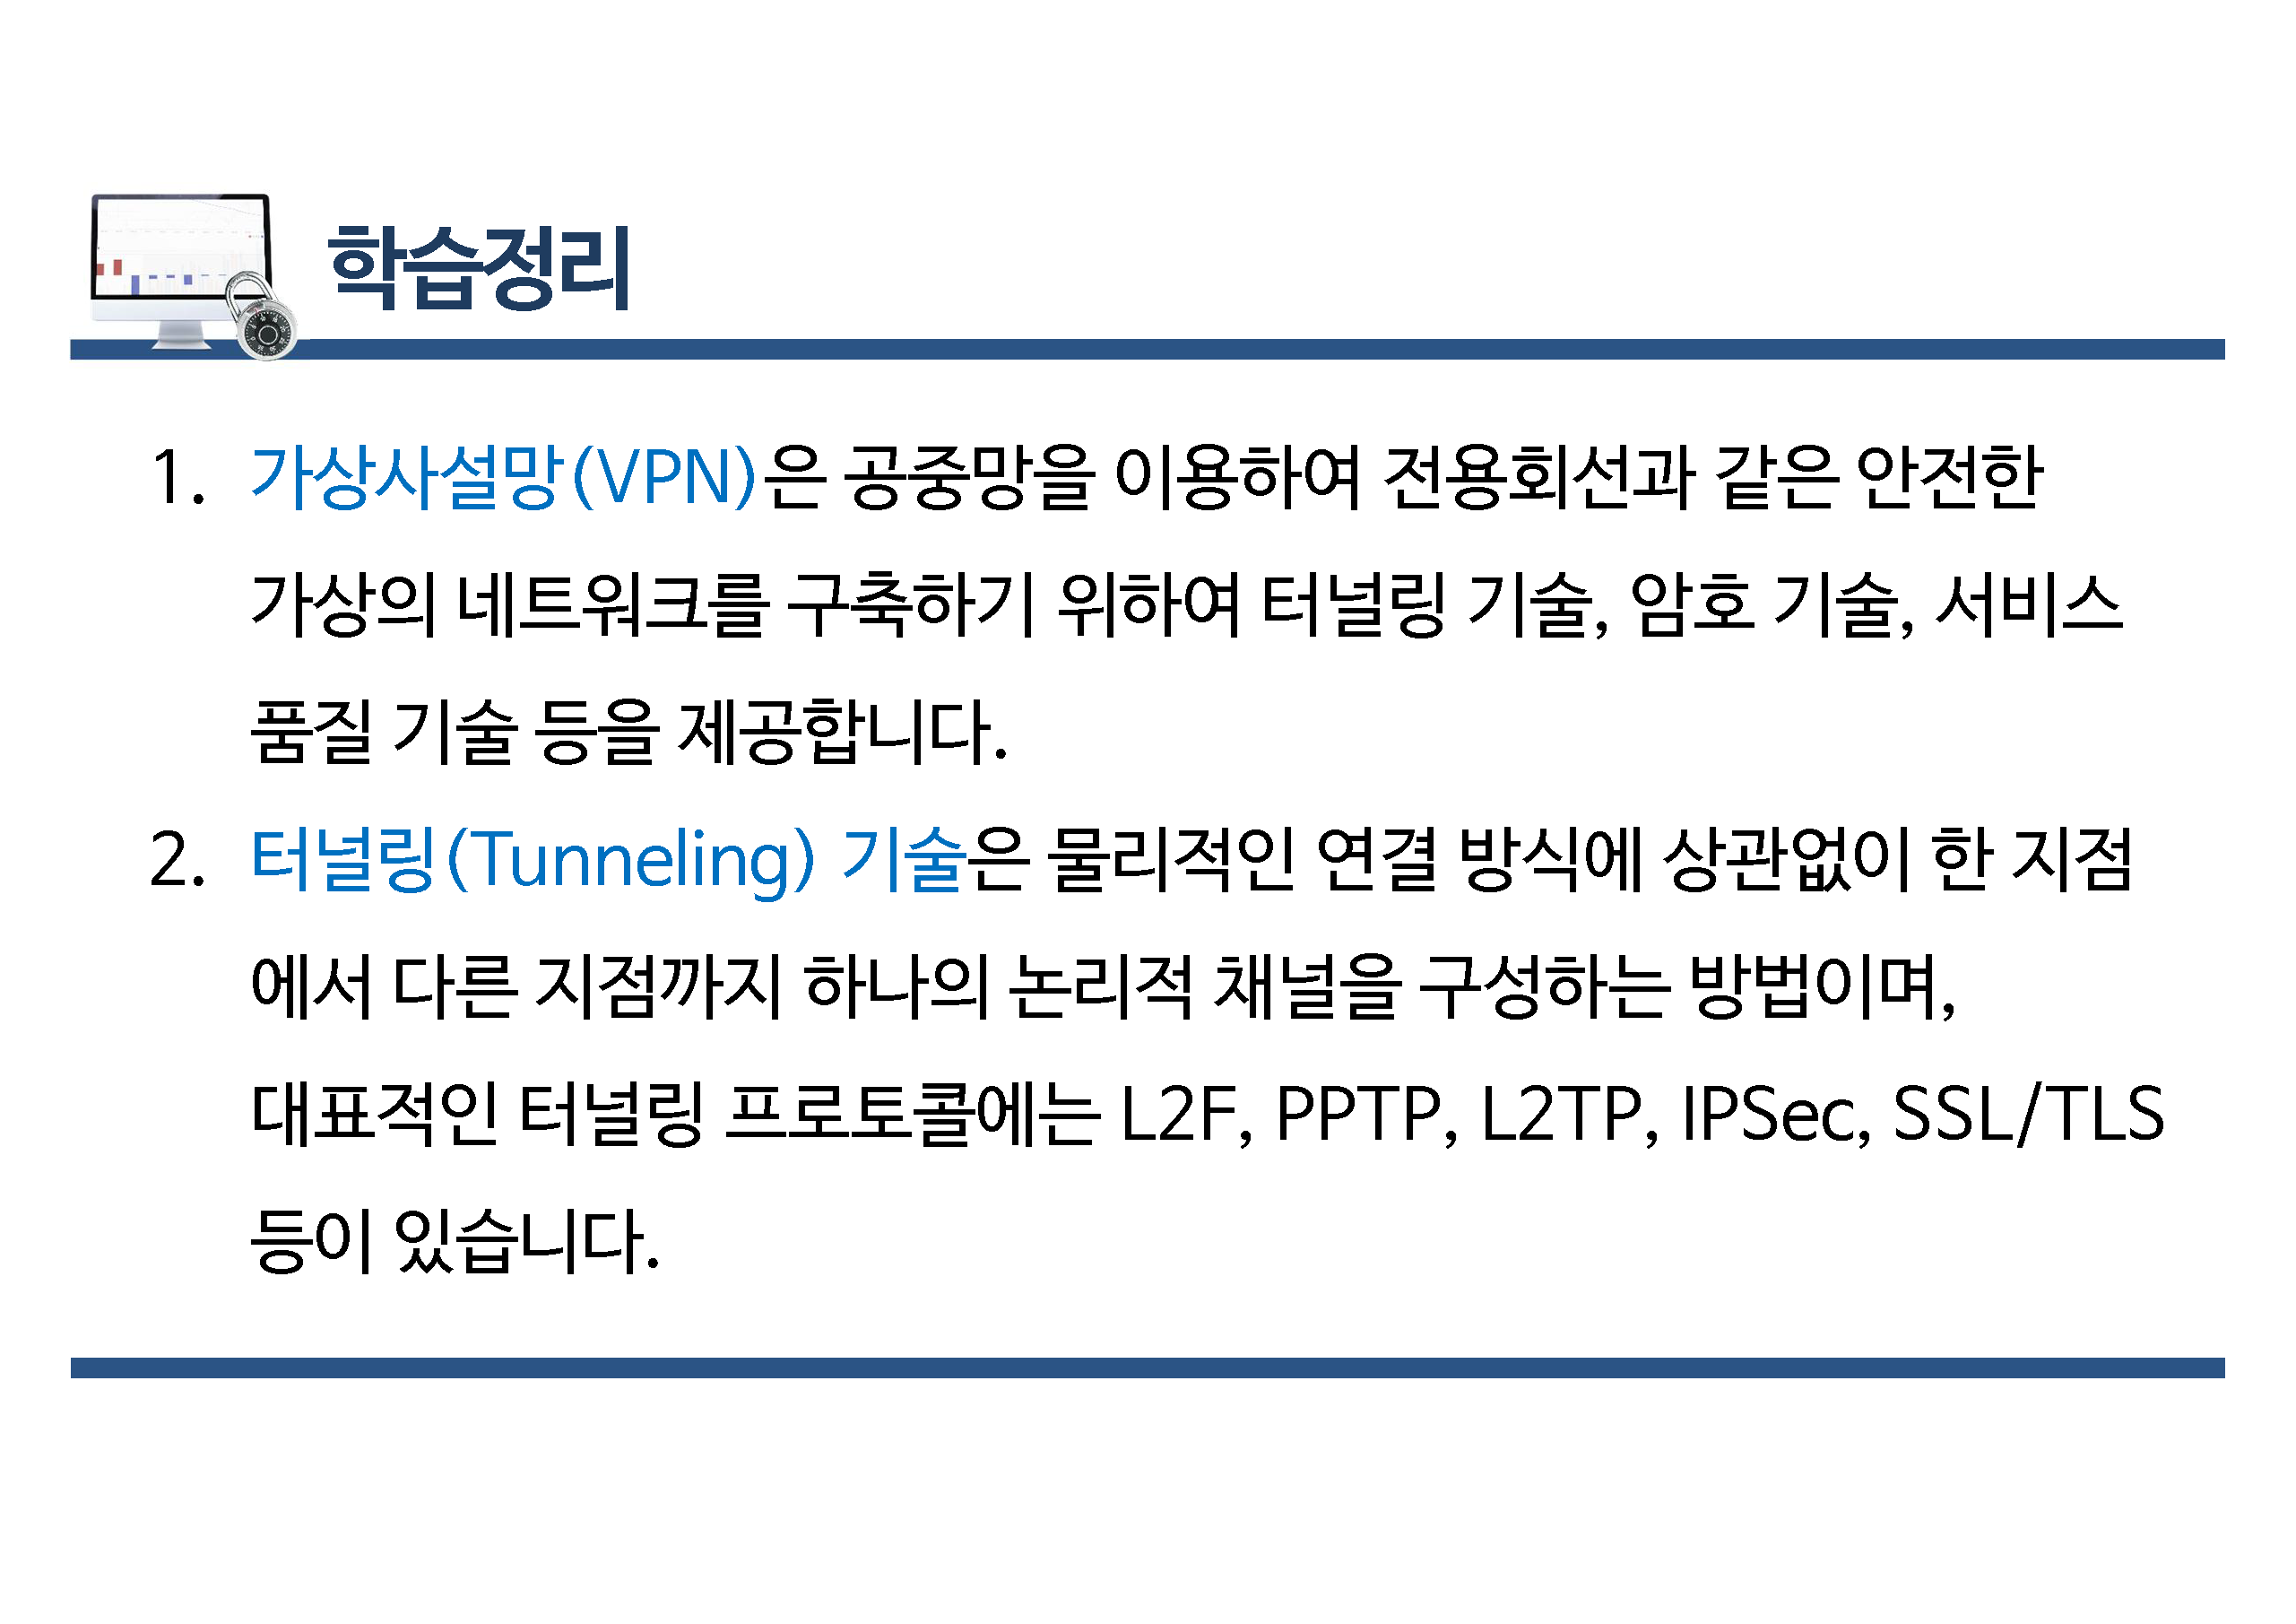 학습정리
1. 가상사설망(VPN)은 공중망을 이용하여 전용회선과 같은 안전한
가상의 네트워크를 구축하기 위하여 터널링 기술, 암호 기술, 서비스
품질 기술 등을 제공합니다.
2. 터널링(Tunneling) 기술은 물리적인 연결 방식에 상관없이 한 지점
에서 다른 지점까지 하나의 논리적 채널을 구성하는 방법이며,
대표적인 터널링 프로토콜에는 L2F, PPTP, L2TP, IPSec, SSL/TLS
등이 있습니다.